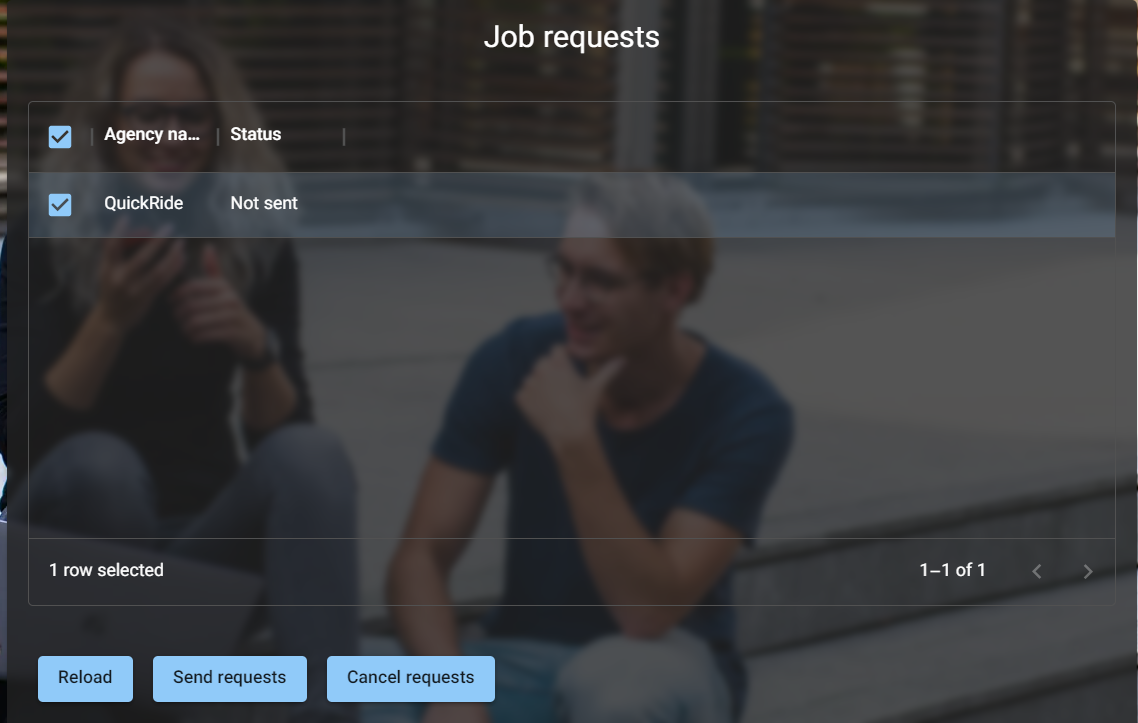 Job requests
Agency na... Status
QuickRide Not sent
1 row selected 1–1 of 1
Reload Send requests Cancel requests